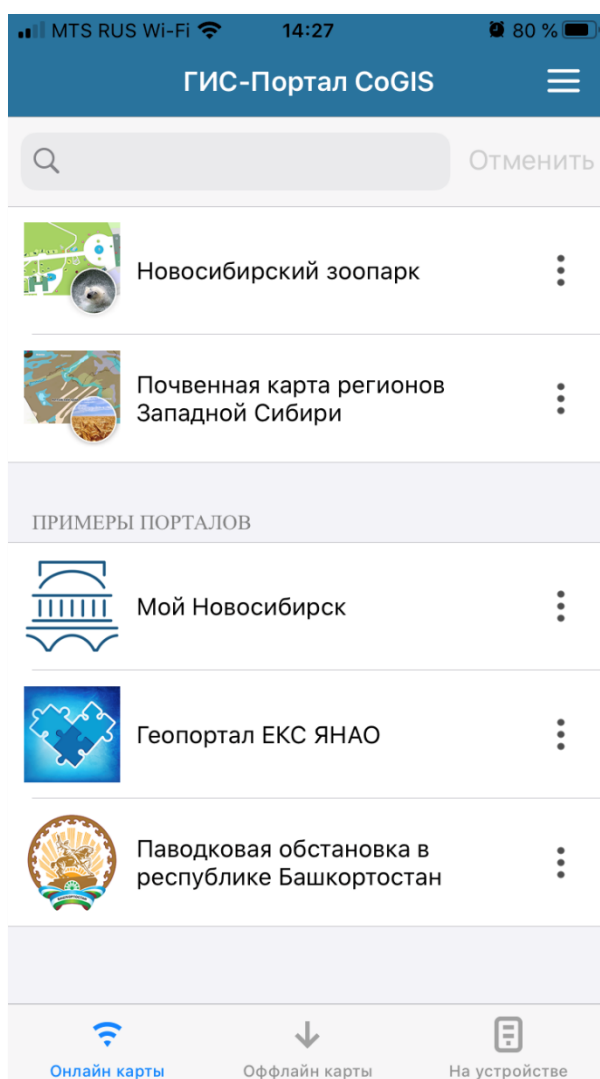 MTS RUS Wi-Fi 14:27 80 %
ГИС-Портал CoGIS
Отменить
Новосибирский зоопарк
Почвенная карта регионов
Западной Сибири
ПРИМЕРЫ ПОРТАЛОВ
Мой Новосибирск
Геопортал ЕКС ЯНАО
Паводковая обстановка в
республике Башкортостан
Онлайн карты Оффлайн карты На устройстве